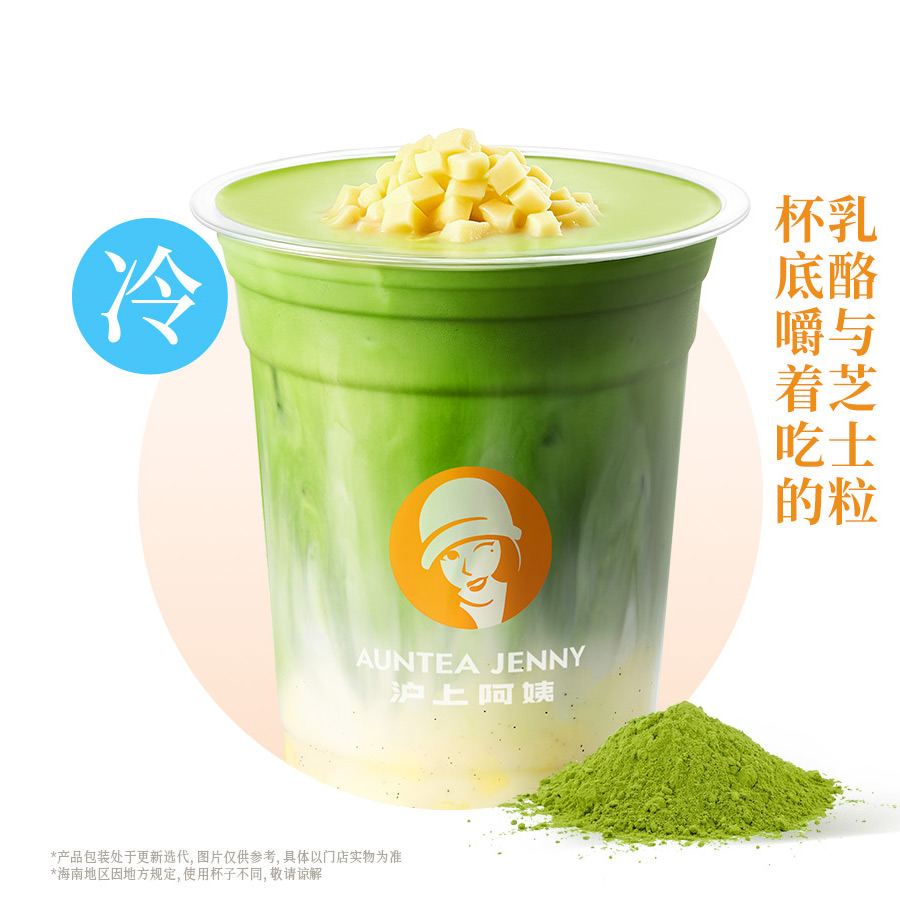 冷
乳酪与芝士粒
杯底嚼着吃的
AUNTEA JENNY
沪上阿姨
*产品包装处于更新选代, 图片仅供参考, 具体以门店实物为准
*海南地区因地方规定, 使用杯子不同, 敬请谅解